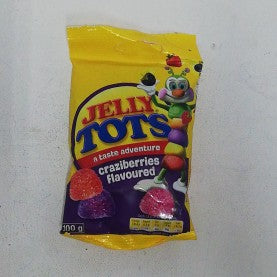 JELLY
TOTS
a taste adventure
craziberries
flavoured
100 g